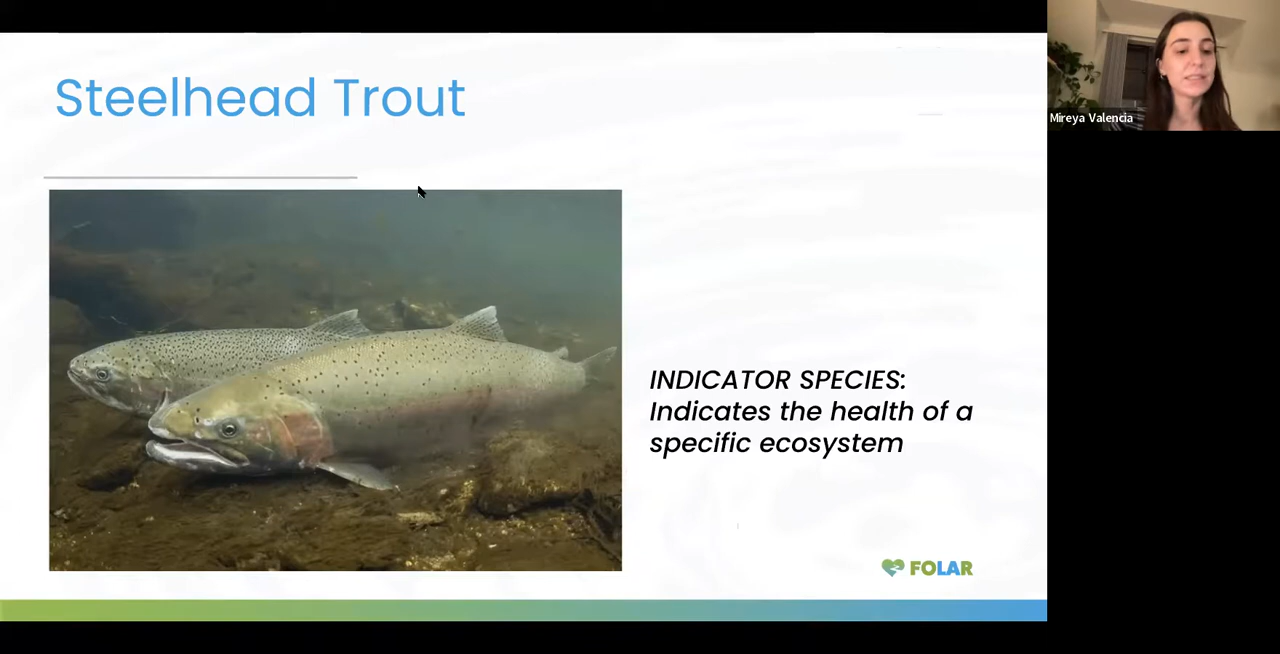 Steelhead Trout
Mireya Valencia
INDICATOR SPECIES:
Indicates the health of a
specific ecosystem
FOLAR